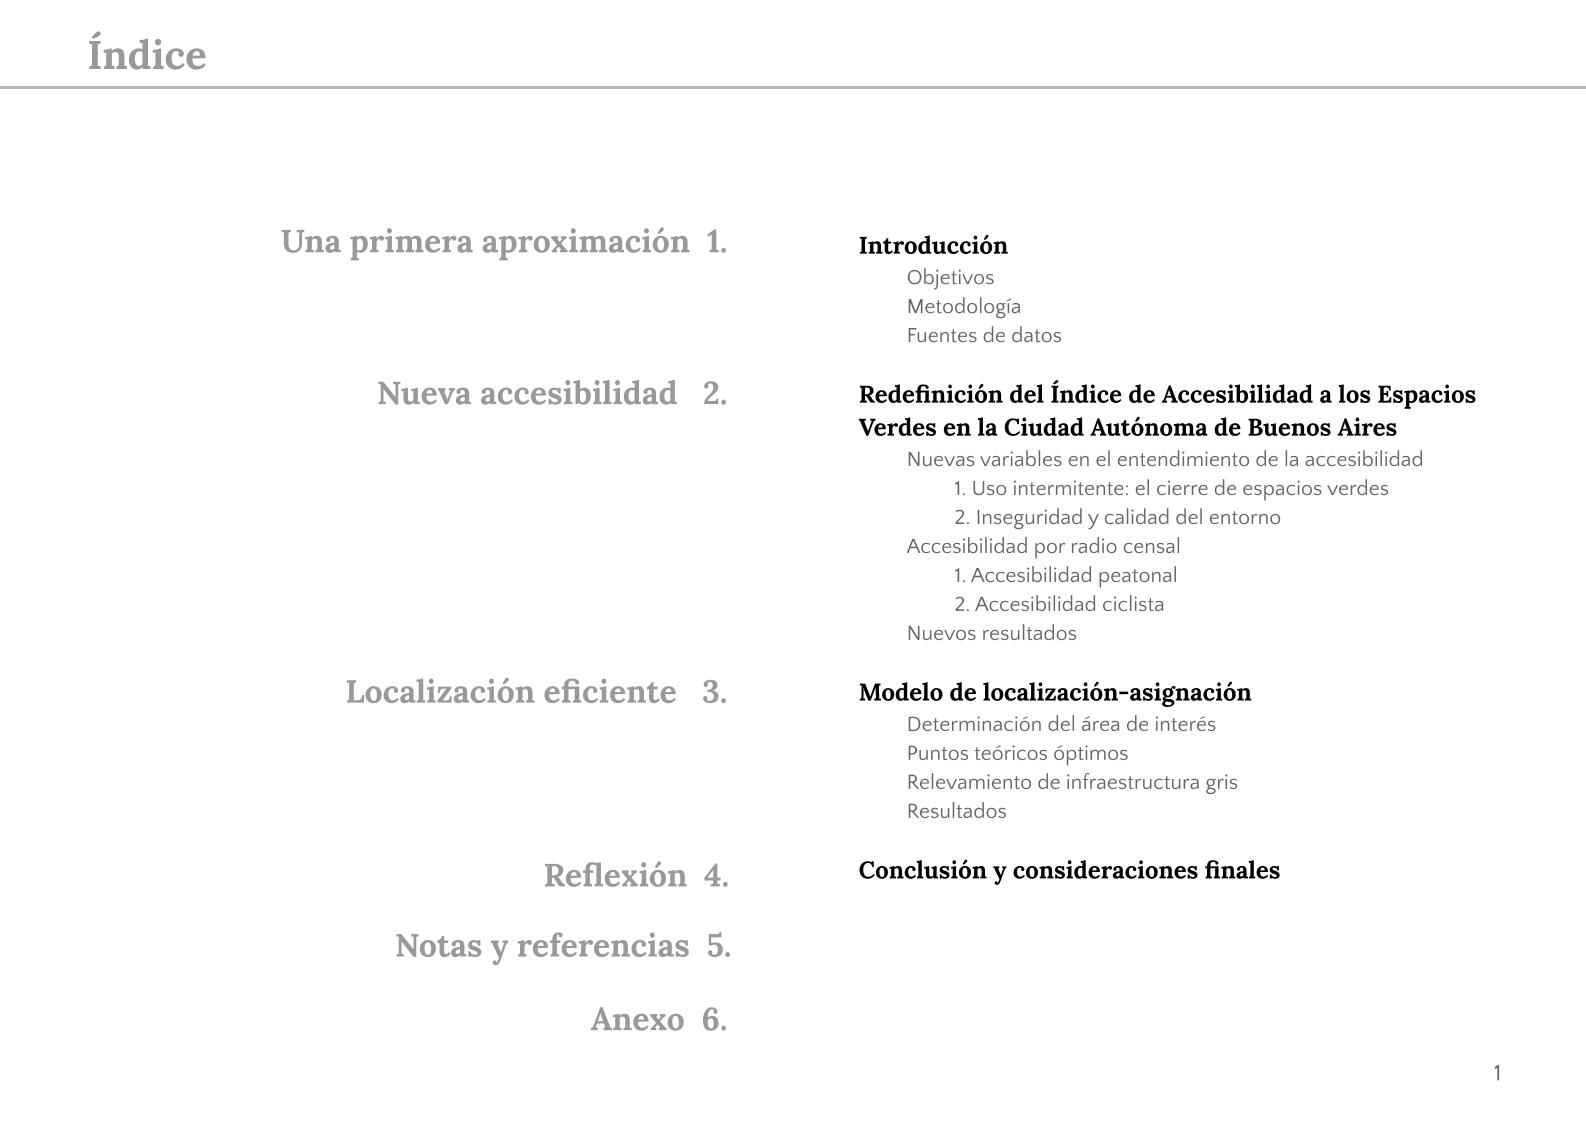 Índice
Una primera aproximación 1.
Introducción
Objetivos
Metodología
Fuentes de datos
Nueva accesibilidad 2.
Redefinición del Índice de Accesibilidad a los Espacios
Verdes en la Ciudad Autónoma de Buenos Aires
Nuevas variables en el entendimiento de la accesibilidad
1. Uso intermitente: el cierre de espacios verdes
2. Inseguridad y calidad del entorno
Accesibilidad por radio censal
1. Accesibilidad peatonal
2. Accesibilidad ciclista
Nuevos resultados
Localización eficiente 3.
Modelo de localización-asignación
Determinación del área de interés
Puntos teóricos óptimos
Relevamiento de infraestructura gris
Resultados
Reflexión 4.
Conclusión y consideraciones finales
Notas y referencias 5.
Anexo 6.
1